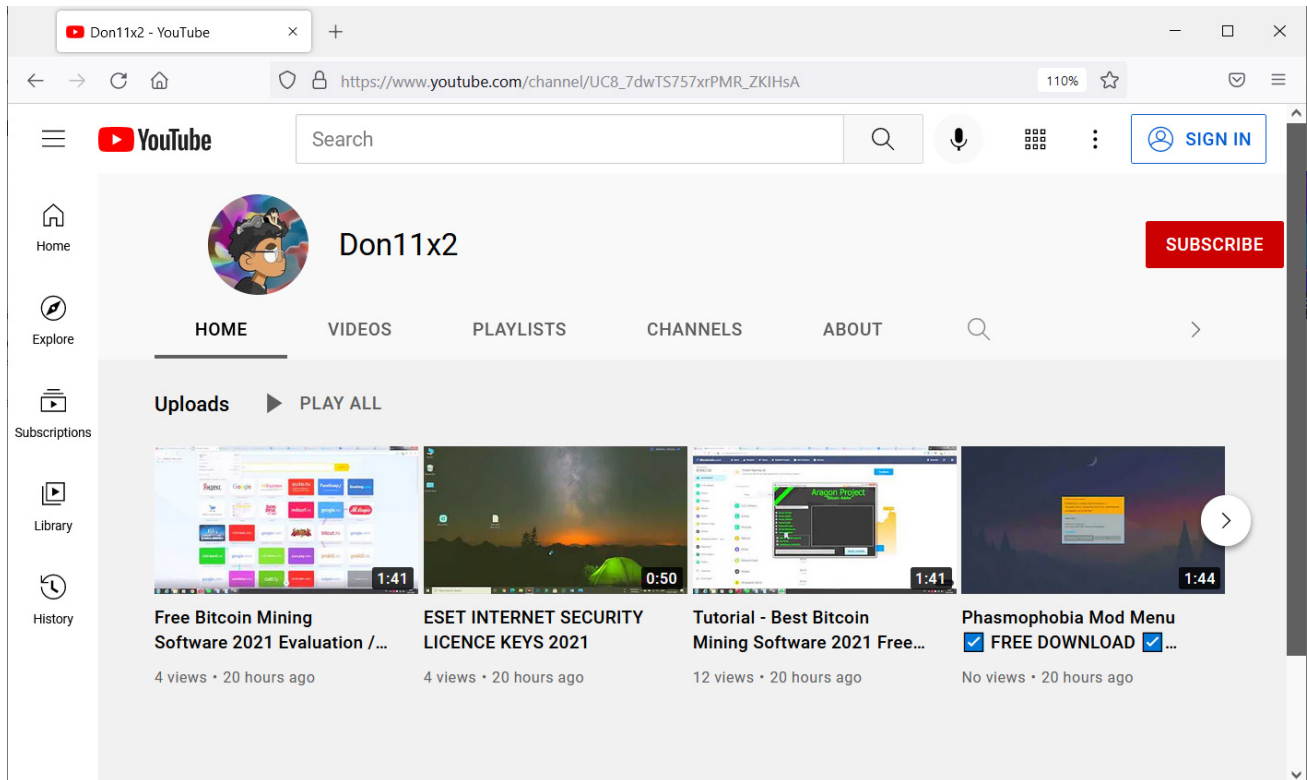 Don11x2 - YouTube
https://www.youtube.com/channel/UC8_7dwTS757xrPMR_ZKIHsA
110%
YouTube
Search
SIGN IN
Home
Explore
Subscriptions
Library
History
Don11x2
SUBSCRIBE
HOME VIDEOS PLAYLISTS CHANNELS ABOUT
Uploads PLAY ALL
Google
Aragon Project
1:41 0:50 1:41 1:44
Free Bitcoin Mining
Software 2021 Evaluation /...
4 views • 20 hours ago
ESET INTERNET SECURITY
LICENCE KEYS 2021
4 views • 20 hours ago
Tutorial - Best Bitcoin
Mining Software 2021 Free...
12 views • 20 hours ago
Phasmophobia Mod Menu
☑ FREE DOWNLOAD ☑...
No views • 20 hours ago